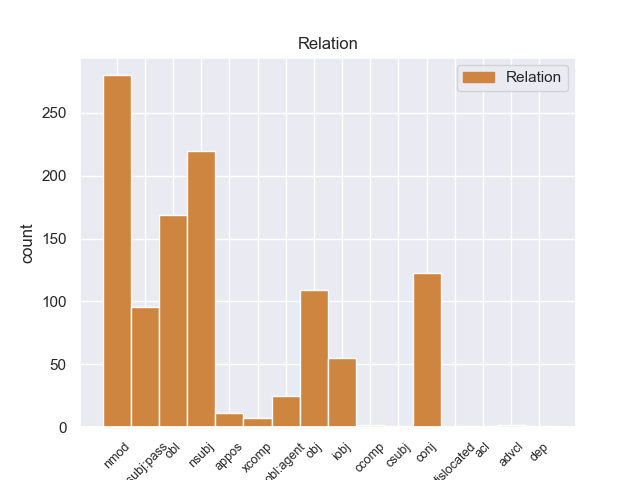 Relation
Relation
count
250
200
150
100
50
0
nmod
subj:pass
obl
nsubj
appos
xcomp
obl:agent
obj
iobj
ccomp
csubj
conj
dislocated
acl
advcl
dep